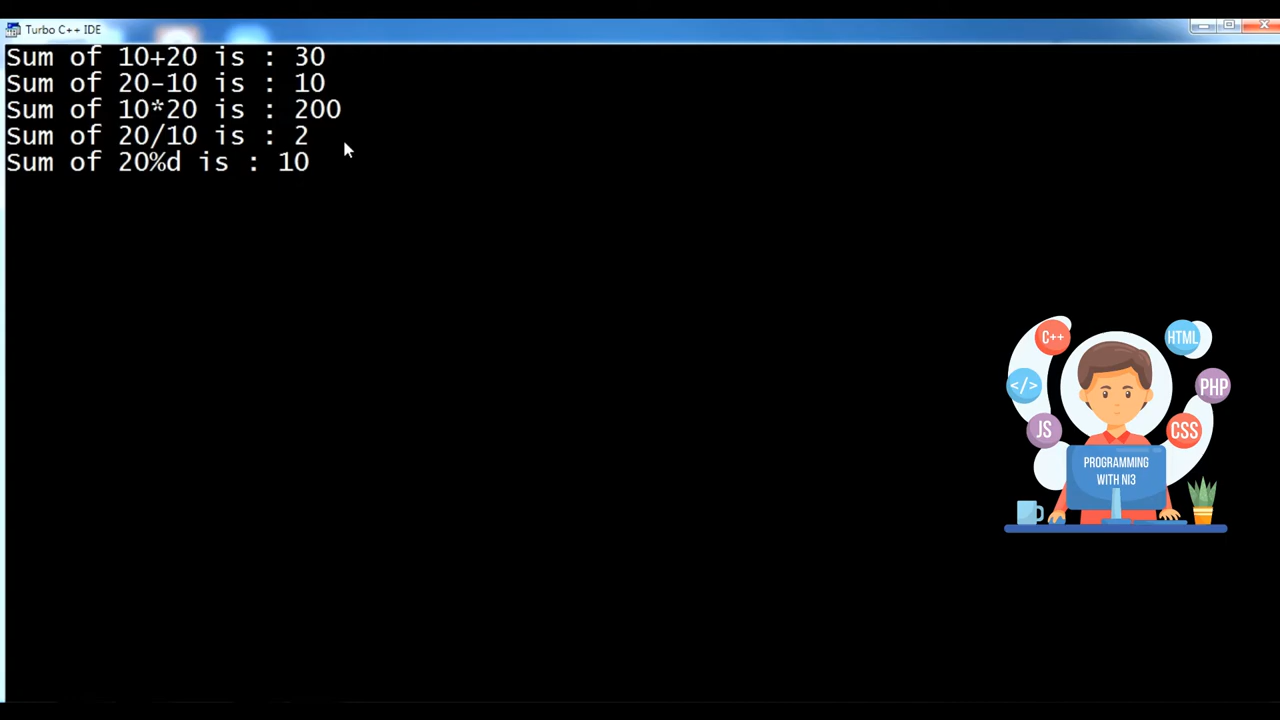 Turbo C++ IDE
Sum of 10+20 is : 30
Sum of 20-10 is : 10
Sum of 10*20 is : 200
Sum of 20/10 is : 2
Sum of 20%d is : 10
C++
HTML
</>
PHP
JS
CSS
PROGRAMMING
WITH NI3